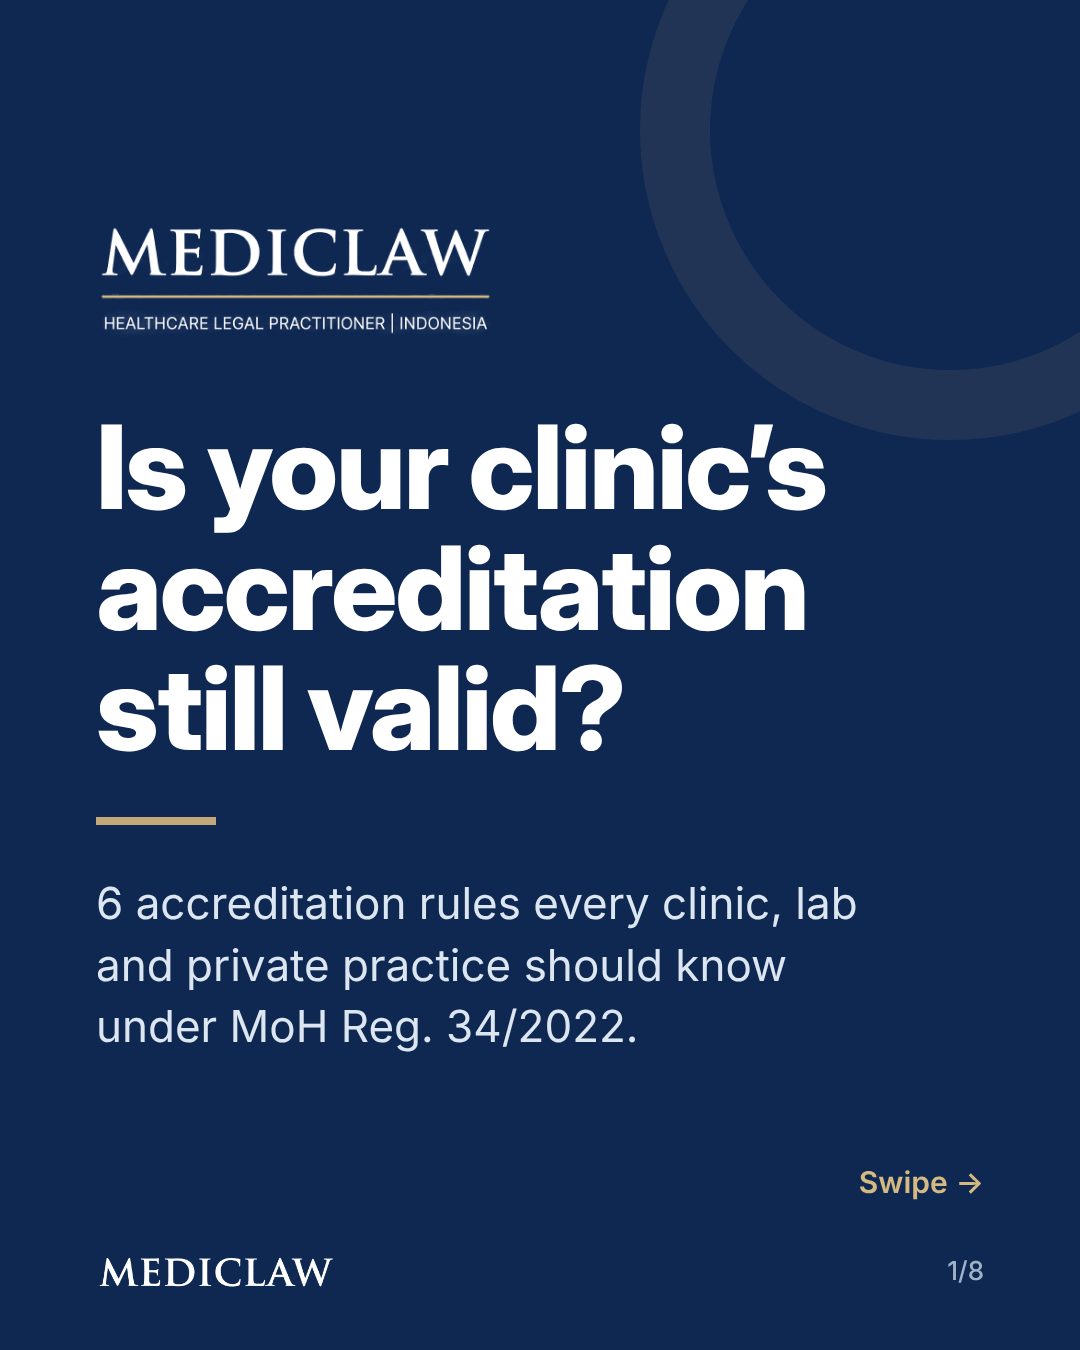 MEDICLAW
HEALTHCARE LEGAL PRACTITIONER | INDONESIA
Is your clinic’s
accreditation
still valid?
6 accreditation rules every clinic, lab
and private practice should know
under MoH Reg. 34/2022.
Swipe →
MEDICLAW
1/8